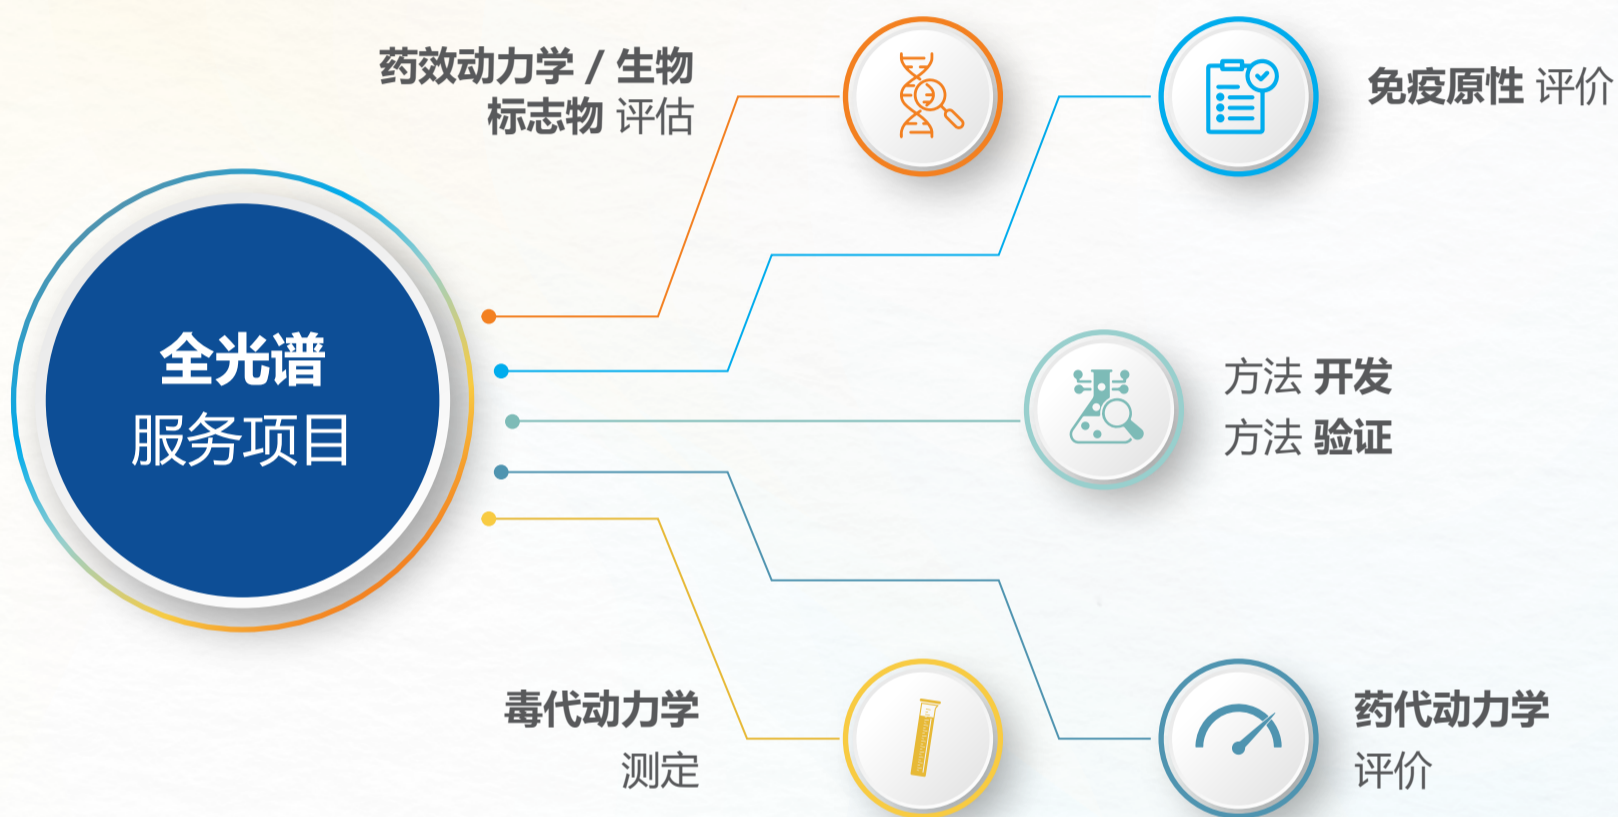 药效动力学 / 生物
标志物 评估
免疫原性 评价
全光谱
服务项目
方法 开发
方法 验证
毒代动力学
测定
药代动力学
评价